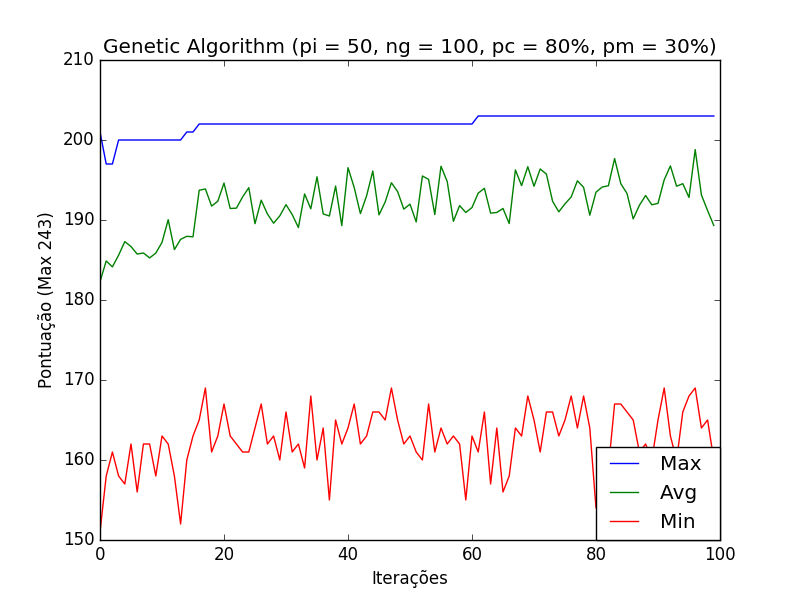 Genetic Algorithm (pi = 50, ng = 100, pc = 80%, pm = 30%)
210
200
190
180
170
160
150
Pontuação (Max 243)
0 20 40 60 80 100
Iterações
Max
Avg
Min